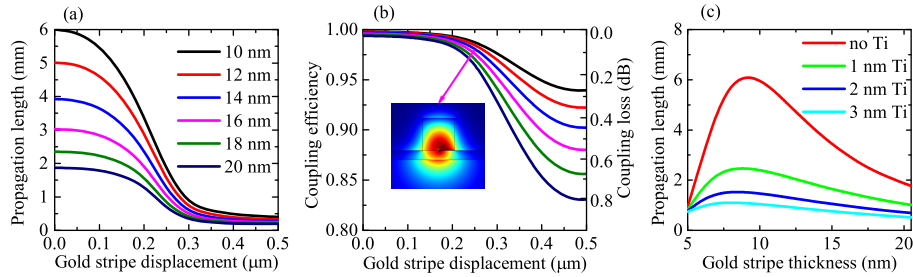 (a)
Propagation length (mm)
6
5
4
3
2
1
0
10 nm
12 nm
14 nm
16 nm
18 nm
20 nm
0.0 0.1 0.2 0.3 0.4 0.5
Gold stripe displacement (μm)
(b)
Coupling efficiency
1.00
0.95
0.90
0.85
0.80
0.0
0.2
0.4
0.6
0.8
Coupling loss (dB)
0.0 0.1 0.2 0.3 0.4 0.5
Gold stripe displacement (μm)
(c)
Propagation length (mm)
8
6
4
2
0
no Ti
1 nm Ti
2 nm Ti
3 nm Ti
5 10 15 20
Gold stripe thickness (nm)